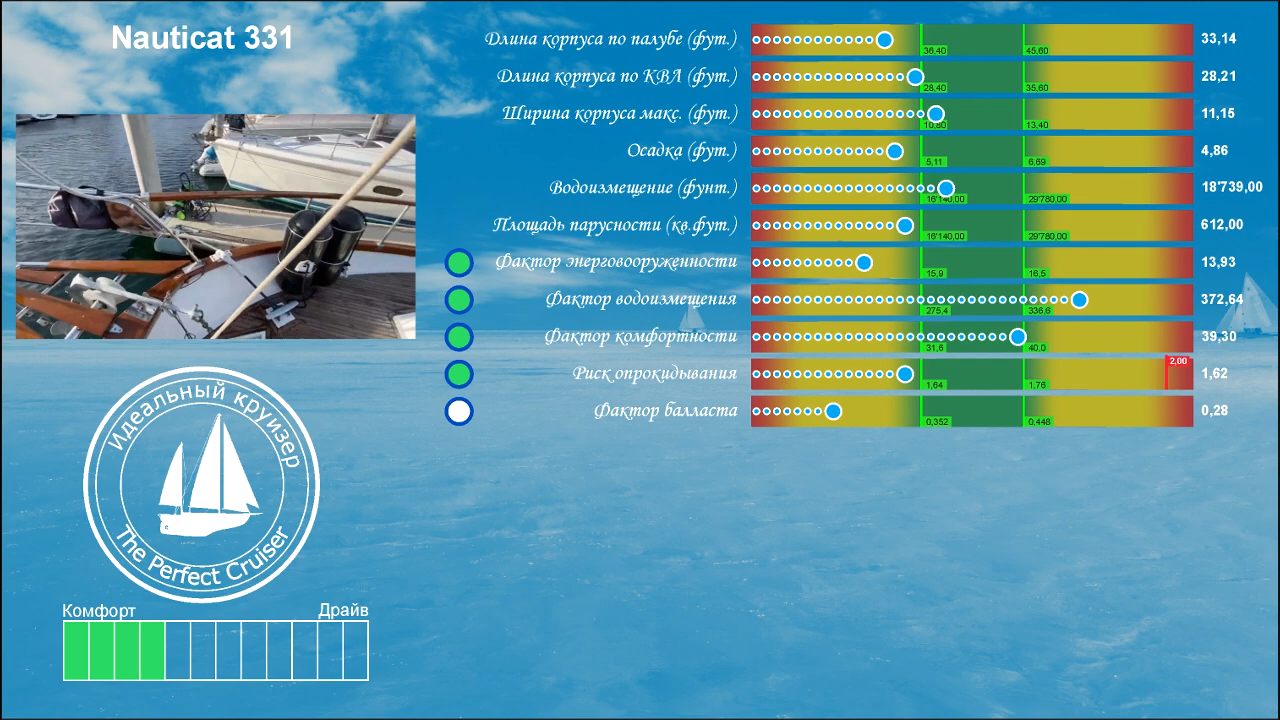 Nauticat 331
Длина корпуса по палубе (фут.)
36,40
45,60
33,14
Длина корпуса по КВЛ (фут.)
28,40
35,60
28,21
Ширина корпуса макс. (фут.)
10,80
13,40
11,15
Осадка (фут.)
5,11
6,69
4,86
Водоизмещение (фунт.)
16'140,00
29'780,00
18'739,00
Площадь парусности (кв.фут.)
16'140,00
29'780,00
612,00
Фактор энерговооруженности
15,9
16,5
13,93
Фактор водоизмещения
275,4
336,6
372,64
Фактор комфортности
31,6
40,0
39,30
Риск опрокидывания
1,64
1,76
2,00
1,62
Фактор балласта
0,352
0,448
0,28
Идеальный круизер
The Perfect Cruiser
Комфорт
Драйв